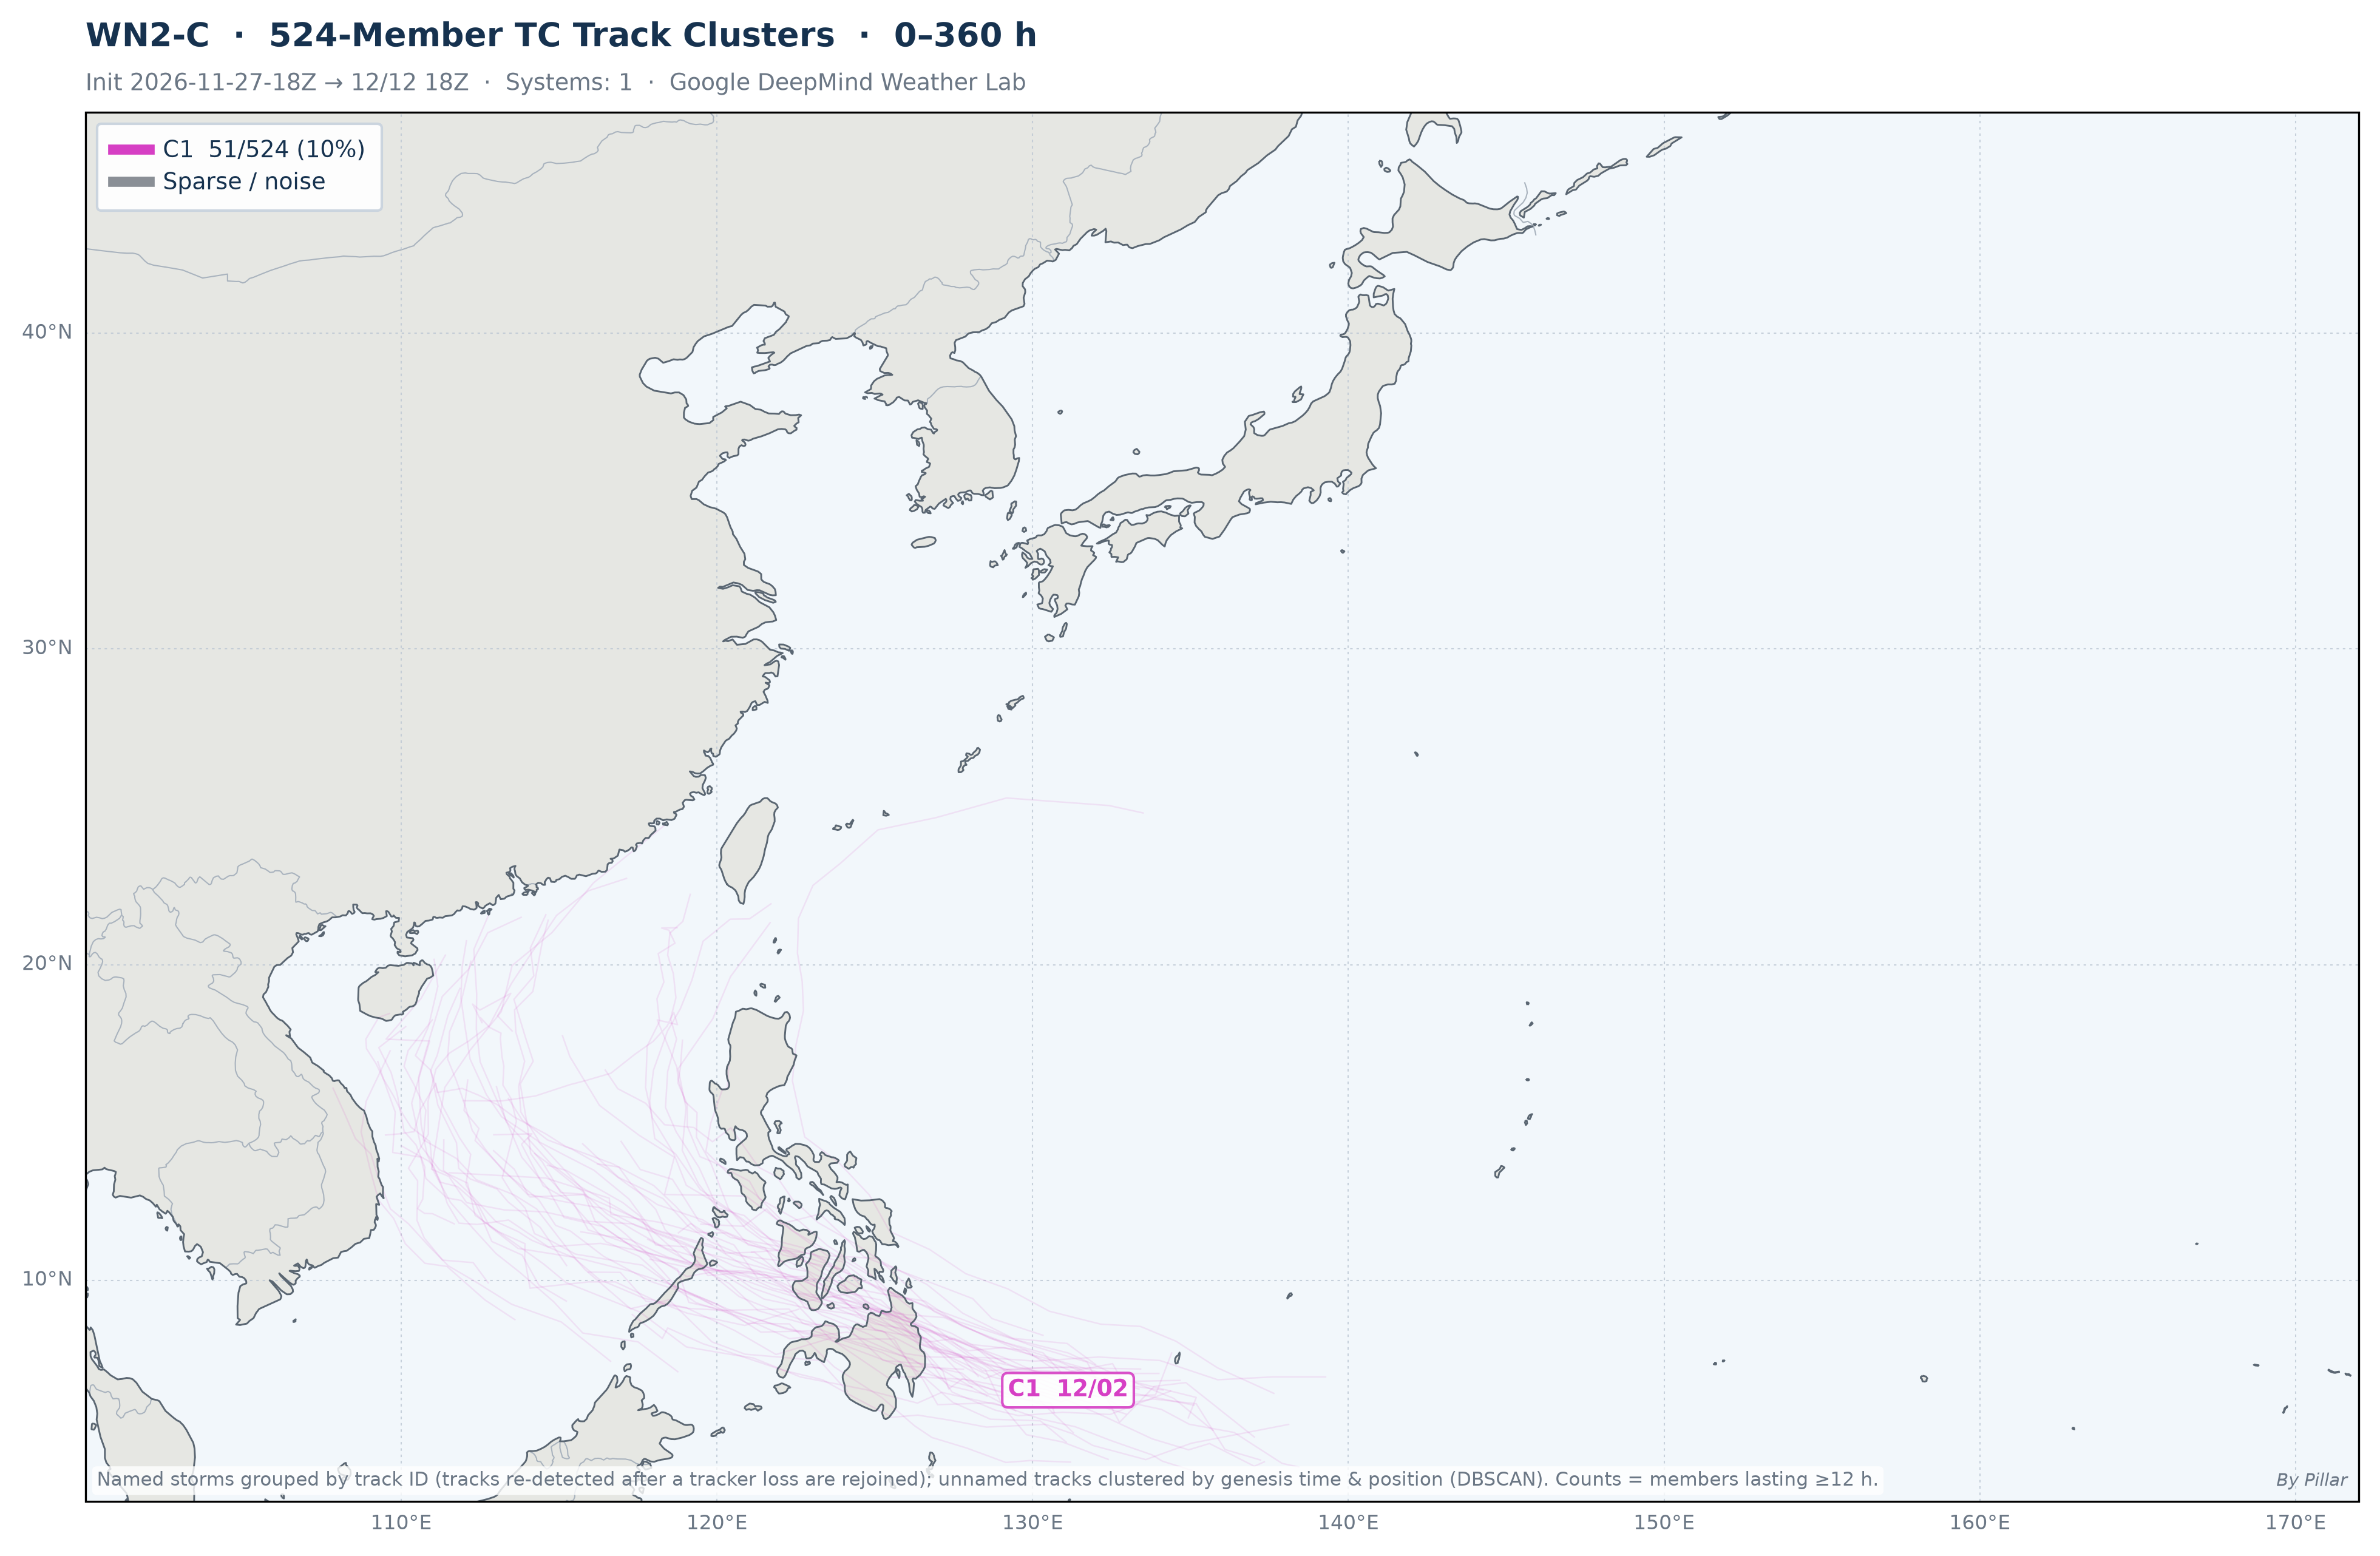 WN2-C · 524-Member TC Track Clusters · 0–360 h
Init 2026-11-27-18Z → 12/12 18Z · Systems: 1 · Google DeepMind Weather Lab
C1 51/524 (10%)
Sparse / noise
40°N
30°N
20°N
10°N
C1 12/02
Named storms grouped by track ID (tracks re-detected after a tracker loss are rejoined); unnamed tracks clustered by genesis time & position (DBSCAN). Counts = members lasting ≥12 h.
By Pillar
110°E
120°E
130°E
140°E
150°E
160°E
170°E